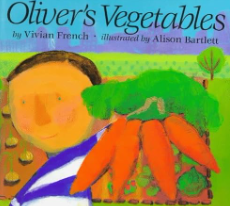 Oliver's Vegetables
by Vivian French • illustrated by Alison Bartlett